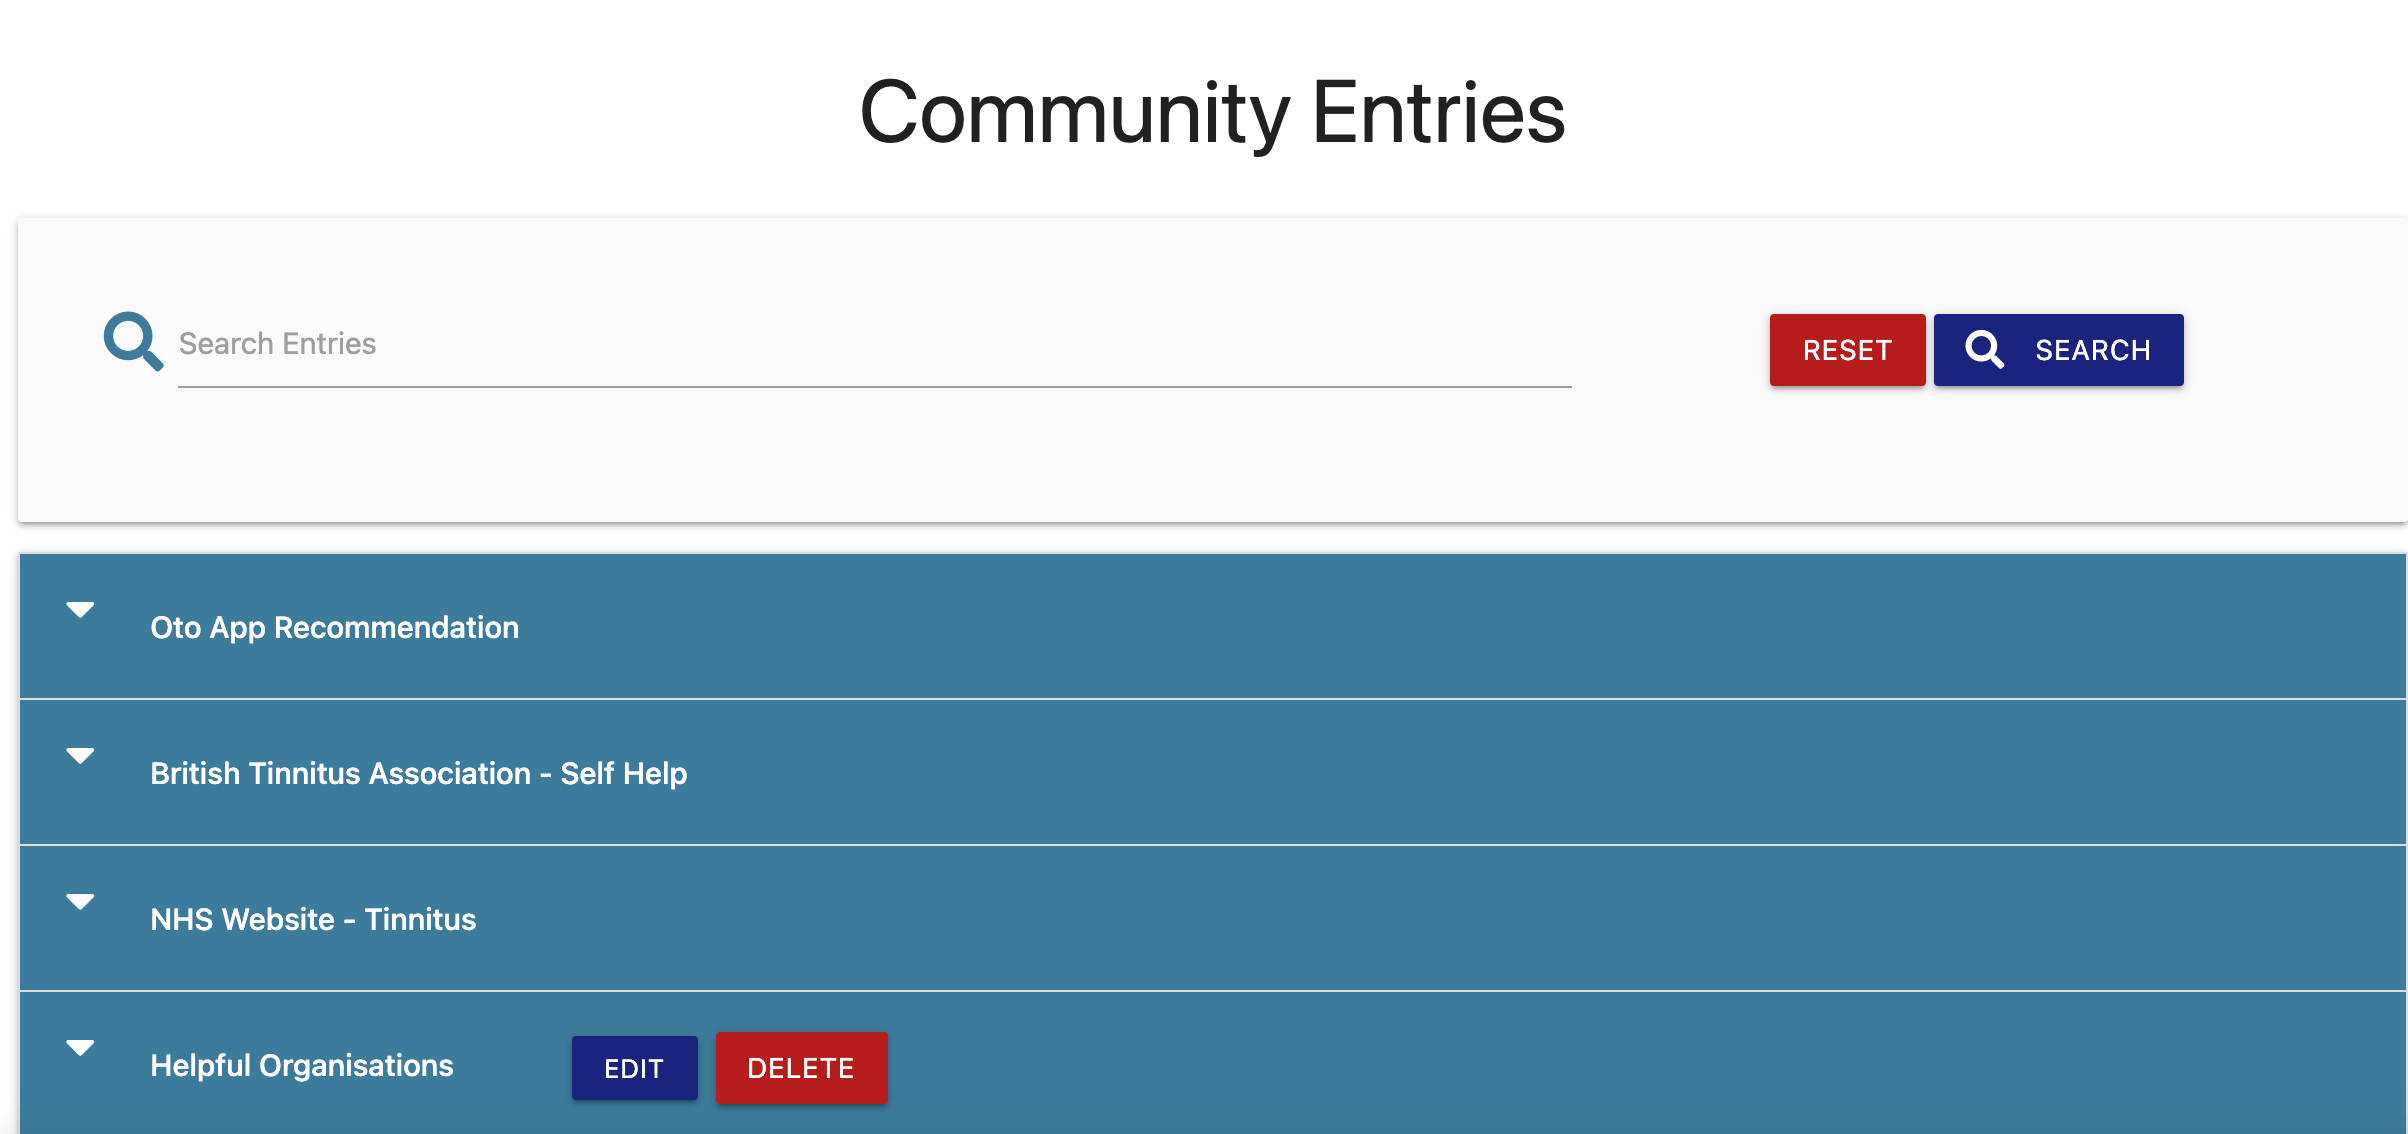 Community Entries
Search Entries
RESET
SEARCH
Oto App Recommendation
British Tinnitus Association - Self Help
NHS Website - Tinnitus
Helpful Organisations
EDIT
DELETE